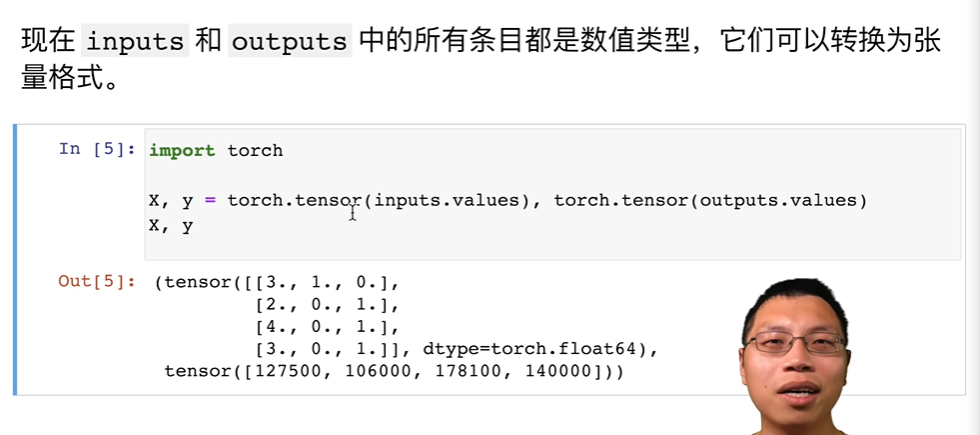 现在 inputs 和 outputs 中的所有条目都是数值类型，它们可以转换为张
量格式。
In [5]: import torch
X, y = torch.tensor(inputs.values), torch.tensor(outputs.values)
X, y
Out[5]: (tensor([[3., 1., 0.],
[2., 0., 1.],
[4., 0., 1.],
[3., 0., 1.]], dtype=torch.float64),
tensor([127500, 106000, 178100, 140000]))